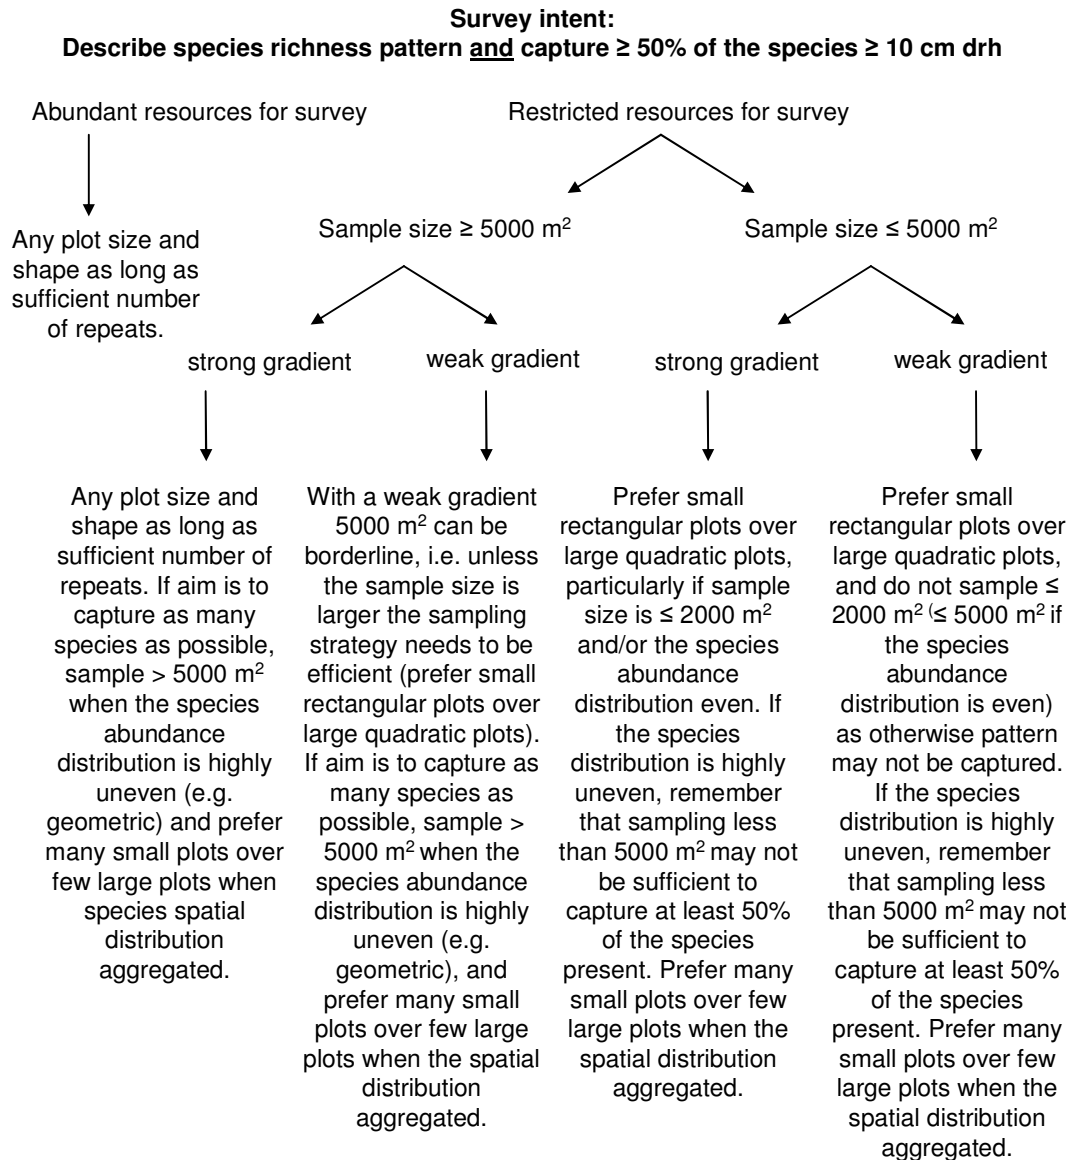 Survey intent:
Describe species richness pattern and capture ≥ 50% of the species ≥ 10 cm drh
Abundant resources for survey
Restricted resources for survey
Any plot size and
shape as long as
sufficient number
of repeats.
Sample size ≥ 5000 m²
Sample size ≤ 5000 m²
strong gradient
weak gradient
strong gradient
weak gradient
Any plot size and
shape as long as
sufficient number of
repeats. If aim is to
capture as many
species as possible,
sample > 5000 m²
when the species
abundance
distribution is highly
uneven (e.g.
geometric) and prefer
many small plots over
few large plots when
species spatial
distribution
aggregated.
With a weak gradient
5000 m² can be
borderline, i.e. unless
the sample size is
larger the sampling
strategy needs to be
efficient (prefer small
rectangular plots over
large quadratic plots).
If aim is to capture as
many species as
possible, sample >
5000 m² when the
species abundance
distribution is highly
uneven (e.g.
geometric), and
prefer many small
plots over few large
plots when the spatial
distribution
aggregated.
Prefer small
rectangular plots over
large quadratic plots,
particularly if sample
size is ≤ 2000 m²
and/or the species
abundance
distribution even. If
the species
distribution is highly
uneven, remember
that sampling less
than 5000 m² may not
be sufficient to
capture at least 50%
of the species
present. Prefer many
small plots over few
large plots when the
spatial distribution
aggregated.
Prefer small
rectangular plots over
large quadratic plots,
and do not sample ≤
2000 m² (≤ 5000 m² if
the species
abundance
distribution is even)
as otherwise pattern
may not be captured.
If the species
distribution is highly
uneven, remember
that sampling less
than 5000 m² may not
be sufficient to
capture at least 50%
of the species
present. Prefer many
small plots over few
large plots when the
spatial distribution
aggregated.